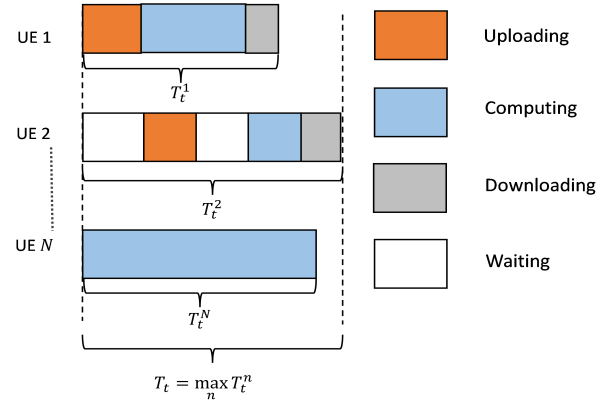 UE 1
Uploading
$T_t^1$
Computing
UE 2
Downloading
$T_t^2$
UE $N$
Waiting
$T_t^N$
$T_t = \max_n T_t^n$